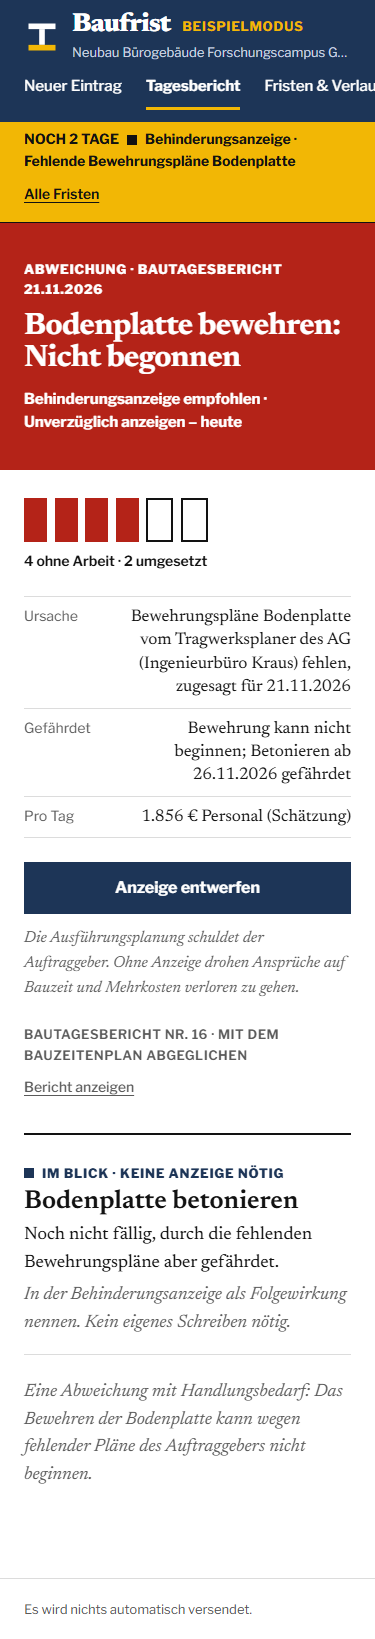 Baufrist BEISPIELMODUS
Neubau Bürogebäude Forschungscampus G...
Neuer Eintrag Tagesbericht Fristen & Verlau
NOCH 2 TAGE ■ Behinderungsanzeige ·
Fehlende Bewehrungspläne Bodenplatte
Alle Fristen
ABWEICHUNG · BAUTAGESBERICHT
21.11.2026
Bodenplatte bewehren:
Nicht begonnen
Behinderungsanzeige empfohlen ·
Unverzüglich anzeigen – heute
4 ohne Arbeit · 2 umgesetzt
Ursache Bewehrungspläne Bodenplatte
vom Tragwerksplaner des AG
(Ingenieurbüro Kraus) fehlen,
zugesagt für 21.11.2026
Gefährdet Bewehrung kann nicht
beginnen; Betonieren ab
26.11.2026 gefährdet
Pro Tag 1.856 € Personal (Schätzung)
Anzeige entwerfen
Die Ausführungsplanung schuldet der
Auftraggeber. Ohne Anzeige drohen Ansprüche auf
Bauzeit und Mehrkosten verloren zu gehen.
BAUTAGESBERICHT NR. 16 · MIT DEM
BAUZEITENPLAN ABGEGLICHEN
Bericht anzeigen
■ IM BLICK · KEINE ANZEIGE NÖTIG
Bodenplatte betonieren
Noch nicht fällig, durch die fehlenden
Bewehrungspläne aber gefährdet.
In der Behinderungsanzeige als Folgewirkung
nennen. Kein eigenes Schreiben nötig.
Eine Abweichung mit Handlungsbedarf: Das
Bewehren der Bodenplatte kann wegen
fehlender Pläne des Auftraggebers nicht
beginnen.
Es wird nichts automatisch versendet.